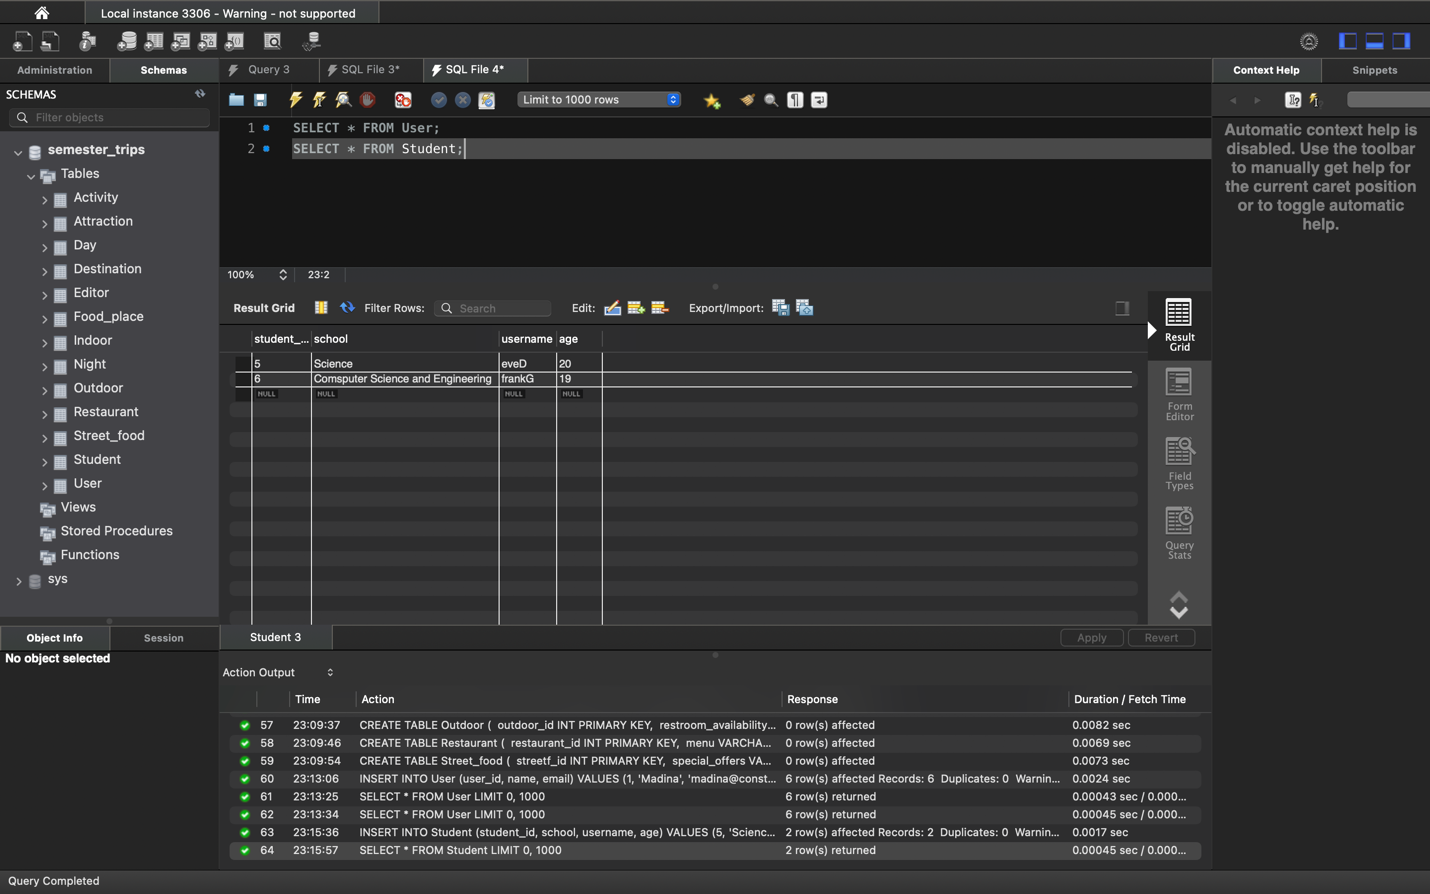 Local instance 3306 - Warning - not supported
Administration
Schemas
Query 3
SQL File 3*
SQL File 4*
Context Help
Snippets
SCHEMAS
Filter objects
Limit to 1000 rows
semester_trips
Tables
Activity
Attraction
Day
Destination
Editor
Food_place
Indoor
Night
Outdoor
Restaurant
Street_food
Student
User
Views
Stored Procedures
Functions
sys
1 SELECT * FROM User;
2 SELECT * FROM Student;
100% 23:2
Automatic context help is
disabled. Use the toolbar
to manually get help for
the current caret position
or to toggle automatic
help.
Result Grid Filter Rows: Search Edit: Export/Import:
student_... school username age
5 Science eveD 20
6 Comsputer Science and Engineering frankG 19
NULL NULL NULL NULL
Result
Grid
Form
Editor
Field
Types
Query
Stats
Object Info
Session
No object selected
Student 3
Apply
Revert
Action Output
Time Action Response Duration / Fetch Time
57 23:09:37 CREATE TABLE Outdoor ( outdoor_id INT PRIMARY KEY, restroom_availability... 0 row(s) affected 0.0082 sec
58 23:09:46 CREATE TABLE Restaurant ( restaurant_id INT PRIMARY KEY, menu VARCHA... 0 row(s) affected 0.0069 sec
59 23:09:54 CREATE TABLE Street_food ( streetf_id INT PRIMARY KEY, special_offers VA... 0 row(s) affected 0.0073 sec
60 23:13:06 INSERT INTO User (user_id, name, email) VALUES (1, 'Madina', 'madina@const... 6 row(s) affected Records: 6 Duplicates: 0 Warnin... 0.0024 sec
61 23:13:25 SELECT * FROM User LIMIT 0, 1000 6 row(s) returned 0.00043 sec / 0.000...
62 23:13:34 SELECT * FROM User LIMIT 0, 1000 6 row(s) returned 0.00045 sec / 0.000...
63 23:15:36 INSERT INTO Student (student_id, school, username, age) VALUES (5, 'Scienc... 2 row(s) affected Records: 2 Duplicates: 0 Warnin... 0.0017 sec
64 23:15:57 SELECT * FROM Student LIMIT 0, 1000 2 row(s) returned 0.00045 sec / 0.000...
Query Completed